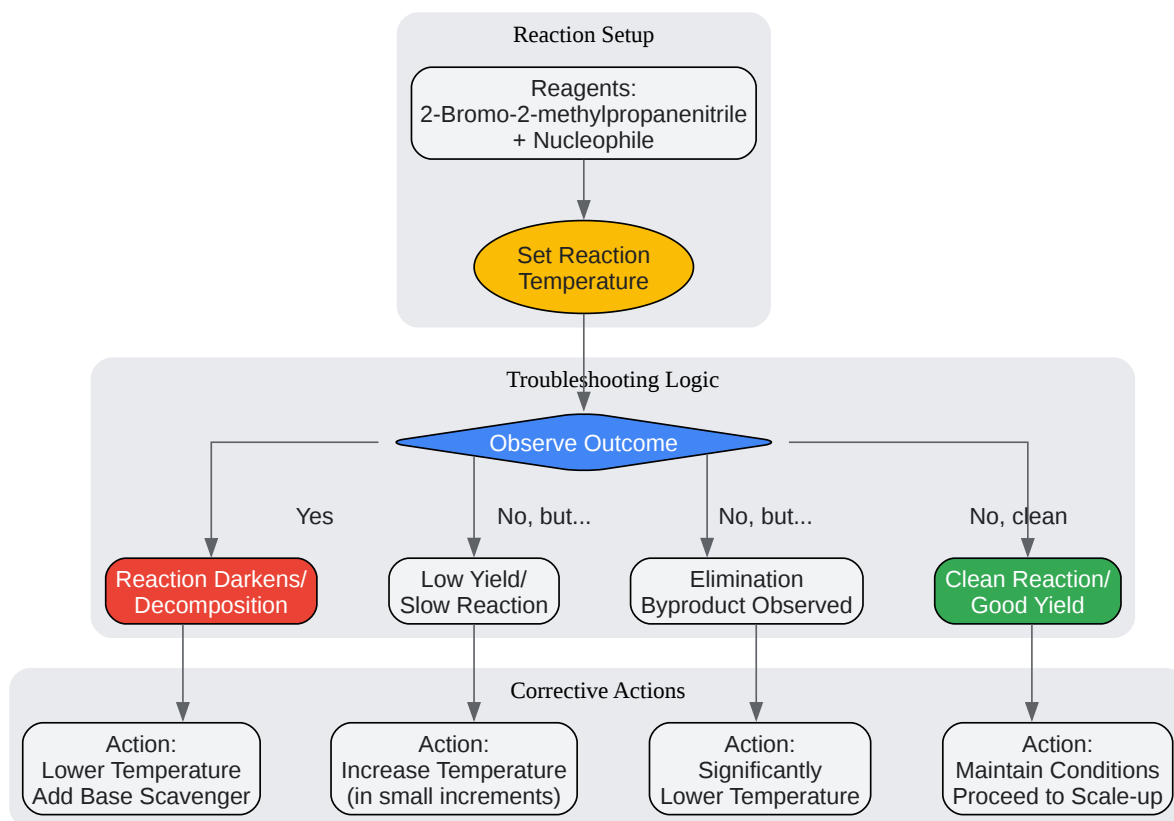 Reaction Setup
Reagents:
2-Bromo-2-methylpropanenitrile
+ Nucleophile
Set Reaction
Temperature
Troubleshooting Logic
Observe Outcome
Yes
No, but...
No, but...
No, clean
Reaction Darkens/
Decomposition
Low Yield/
Slow Reaction
Elimination
Byproduct Observed
Clean Reaction/
Good Yield
Corrective Actions
Action:
Lower Temperature
Add Base Scavenger
Action:
Increase Temperature
(in small increments)
Action:
Significantly
Lower Temperature
Action:
Maintain Conditions
Proceed to Scale-up